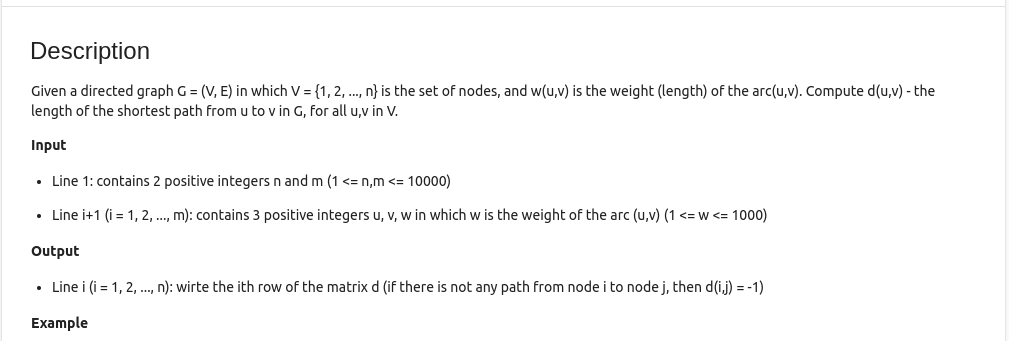 Description
Given a directed graph G = (V, E) in which V = {1, 2, ..., n} is the set of nodes, and w(u,v) is the weight (length) of the arc(u,v). Compute d(u,v) - the
length of the shortest path from u to v in G, for all u,v in V.
Input
• Line 1: contains 2 positive integers n and m (1 <= n,m <= 10000)
• Line i+1 (i = 1, 2, ..., m): contains 3 positive integers u, v, w in which w is the weight of the arc (u,v) (1 <= w <= 1000)
Output
• Line i (i = 1, 2, ..., n): wirte the ith row of the matrix d (if there is not any path from node i to node j, then d(i,j) = -1)
Example